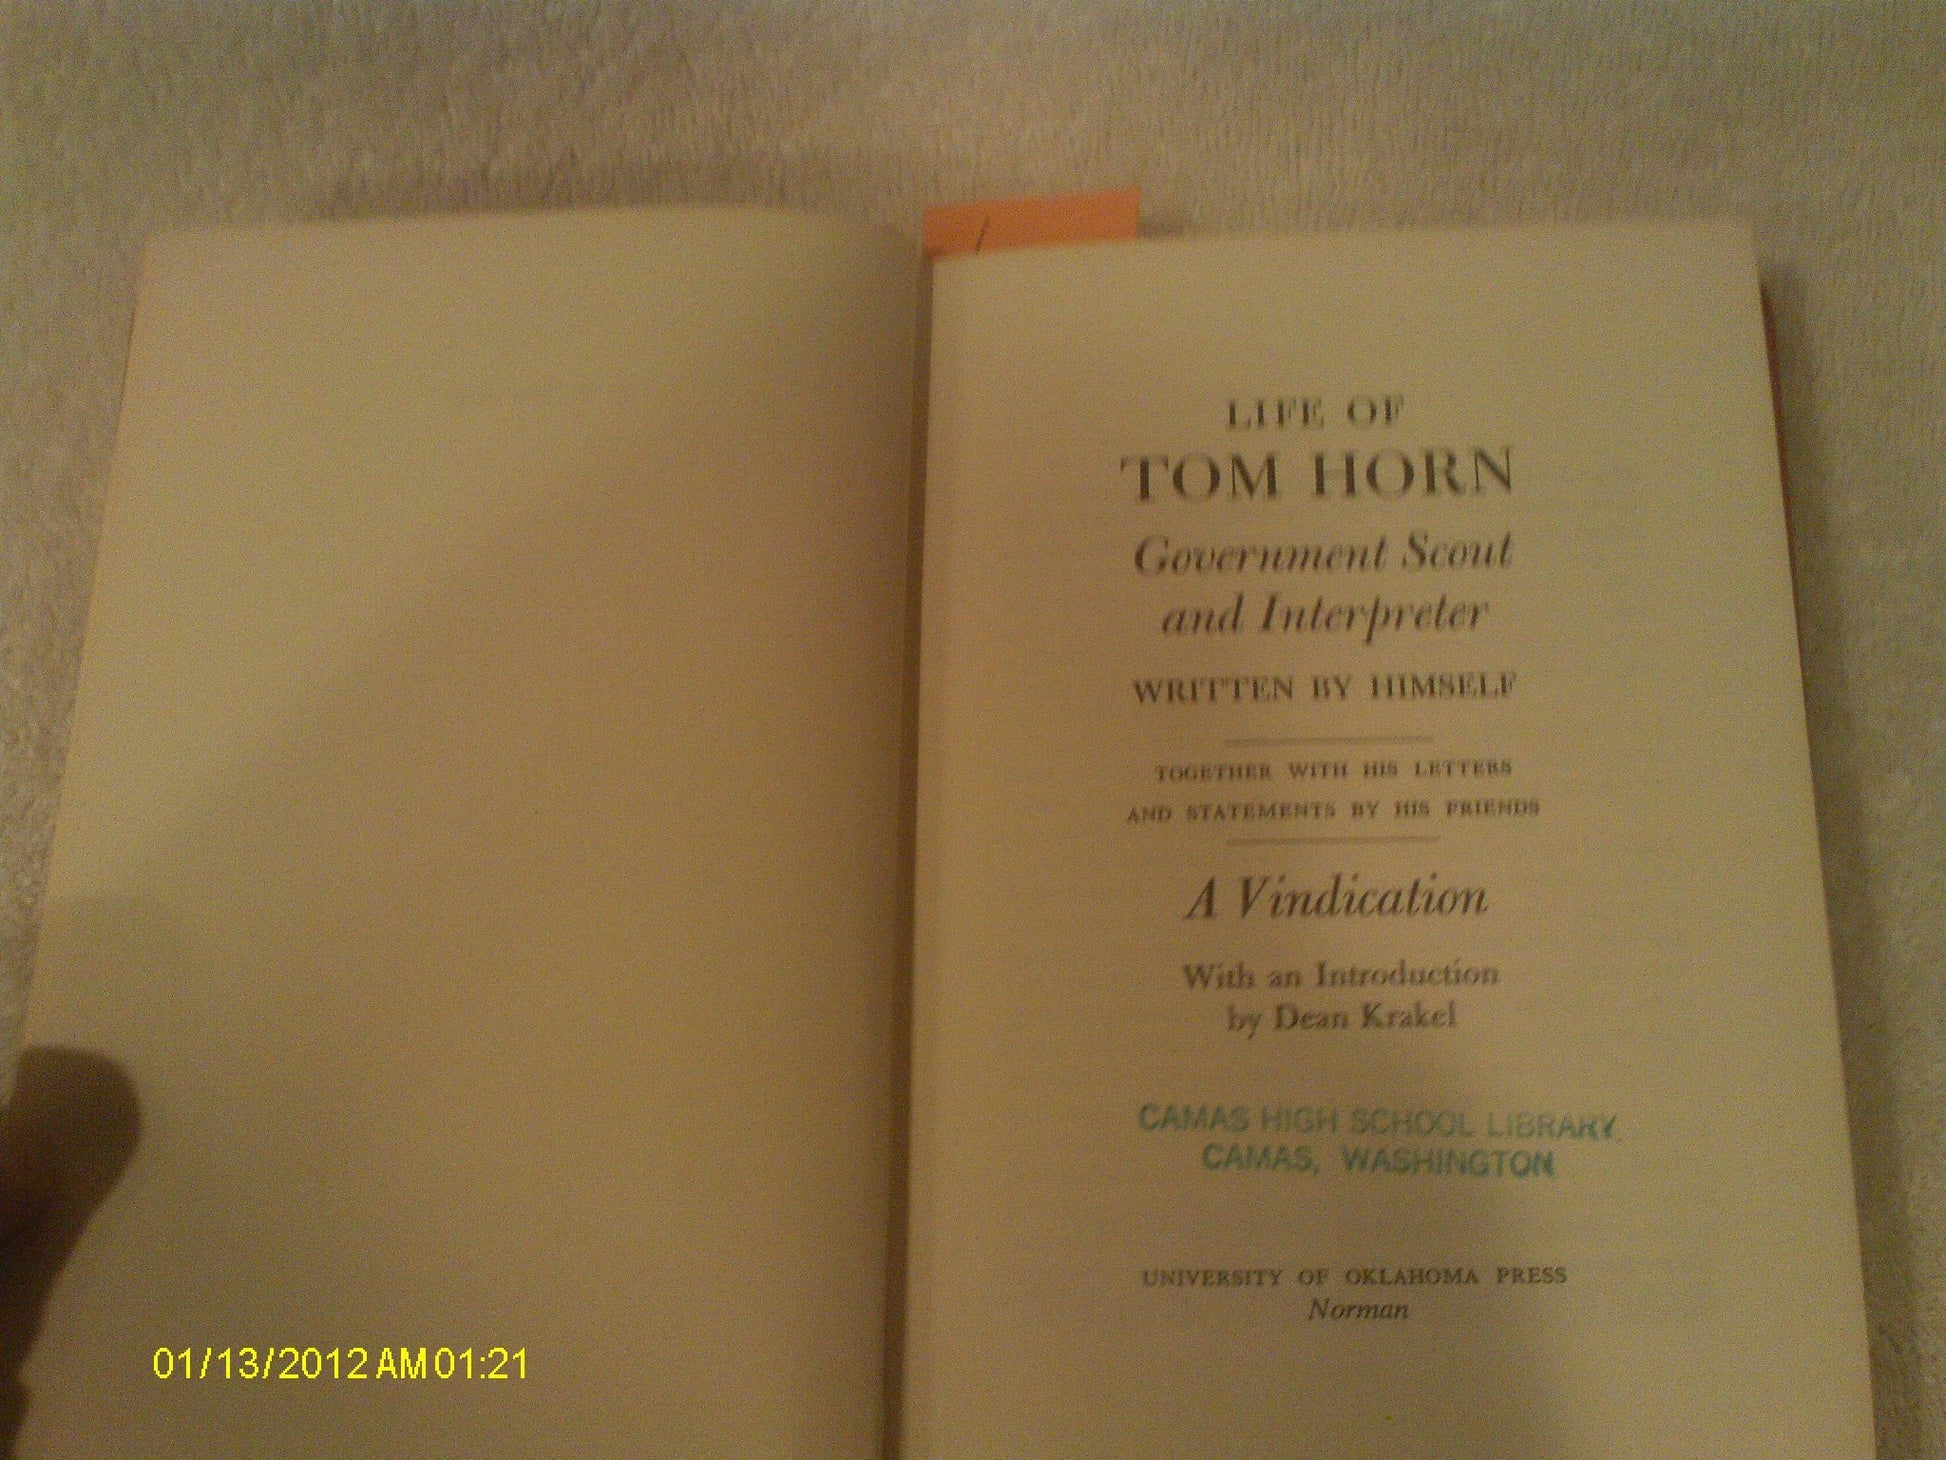 LIFE OF
TOM HORN
Government Scout
and Interpreter
WRITTEN BY HIMSELF
TOGETHER WITH HIS LETTERS
AND STATEMENTS BY HIS FRIENDS
A Vindication
With an Introduction
by Dean Krakel
CAMAS HIGH SCHOOL LIBRARY
CAMAS, WASHINGTON
UNIVERSITY OF OKLAHOMA PRESS
Norman
01/13/2012 AM 01:21